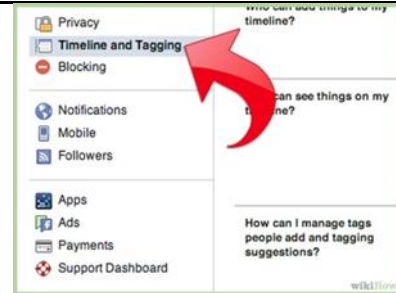 Privacy
Timeline and Tagging
Blocking
Notifications
Mobile
Followers
Apps
Ads
Payments
Support Dashboard
Who can add things to my
timeline?
can see things on my
How can I manage tags
people add and tagging
suggestions?
wikiHow